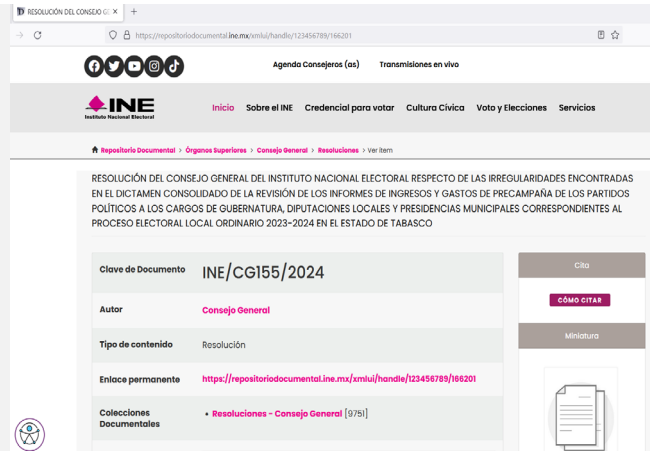 RESOLUCIÓN DEL CONSEJO GE
https://repositoriodocumental.ine.mx/xmlui/handle/123456789/166201
Agenda Consejeros (as) Transmisiones en vivo
INE
Instituto Nacional Electoral
Inicio Sobre el INE Credencial para votar Cultura Cívica Voto y Elecciones Servicios
Repositorio Documental > Órganos Superiores > Consejo General > Resoluciones > Ver ítem
RESOLUCIÓN DEL CONSEJO GENERAL DEL INSTITUTO NACIONAL ELECTORAL RESPECTO DE LAS IRREGULARIDADES ENCONTRADAS
EN EL DICTAMEN CONSOLIDADO DE LA REVISIÓN DE LOS INFORMES DE INGRESOS Y GASTOS DE PRECAMPAÑA DE LOS PARTIDOS
POLÍTICOS A LOS CARGOS DE GUBERNATURA, DIPUTACIONES LOCALES Y PRESIDENCIAS MUNICIPALES CORRESPONDIENTES AL
PROCESO ELECTORAL LOCAL ORDINARIO 2023-2024 EN EL ESTADO DE TABASCO
Clave de Documento INE/CG155/2024
Autor Consejo General
Tipo de contenido Resolución
Enlace permanente https://repositoriodocumental.ine.mx/xmlui/handle/123456789/166201
Colecciones
Documentales
• Resoluciones - Consejo General [9751]
Cita
CÓMO CITAR
Miniatura